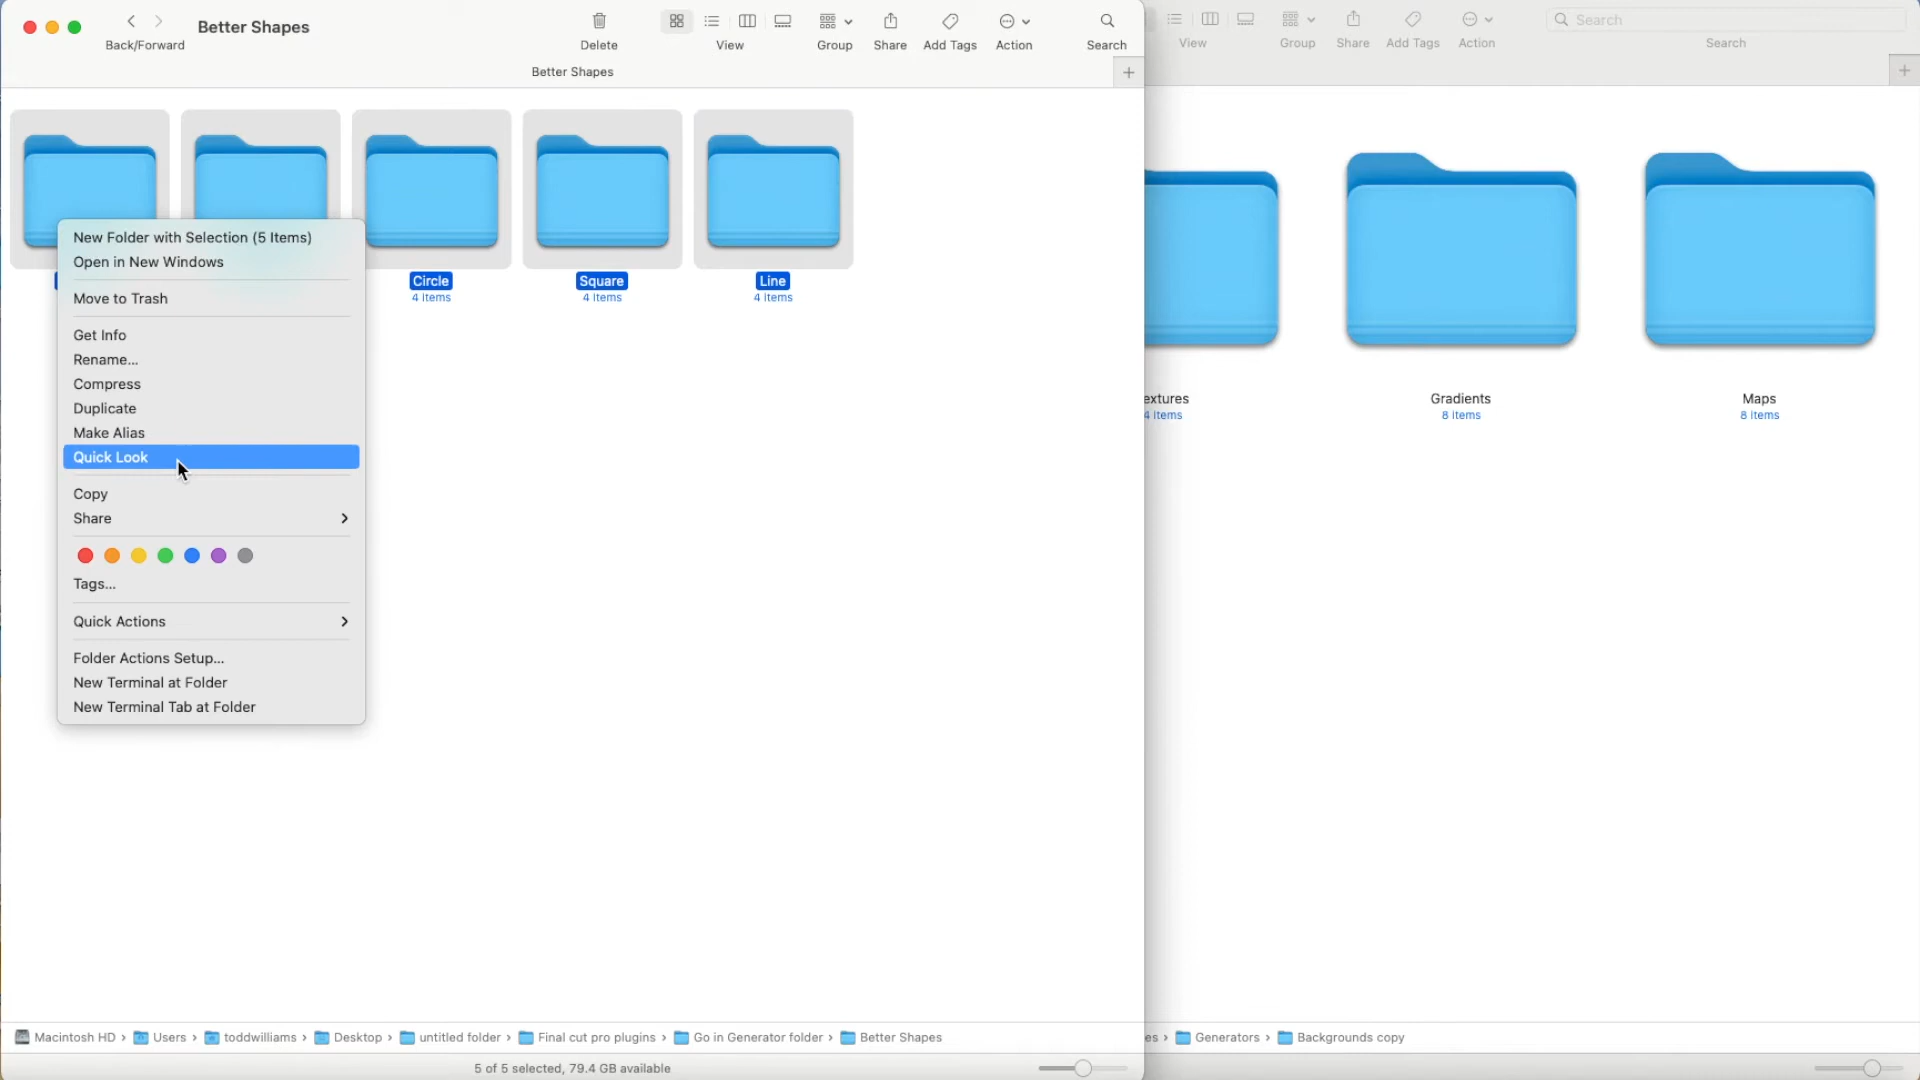 Better Shapes
Back/Forward
Delete
View
Group
Share
Add Tags
Action
Search
Better Shapes
View
Group
Share
Add Tags
Action
Search
Search
Circle
4 items
Square
4 items
Line
4 items
New Folder with Selection (5 Items)
Open in New Windows
Move to Trash
Get Info
Rename...
Compress
Duplicate
Make Alias
Quick Look
Copy
Share
Tags...
Quick Actions
Folder Actions Setup...
New Terminal at Folder
New Terminal Tab at Folder
extures
4 items
Gradients
8 items
Maps
8 items
Macintosh HD › Users › toddwilliams › Desktop › untitled folder › Final cut pro plugins › Go in Generator folder › Better Shapes
es › Generators › Backgrounds copy
5 of 5 selected, 79.4 GB available